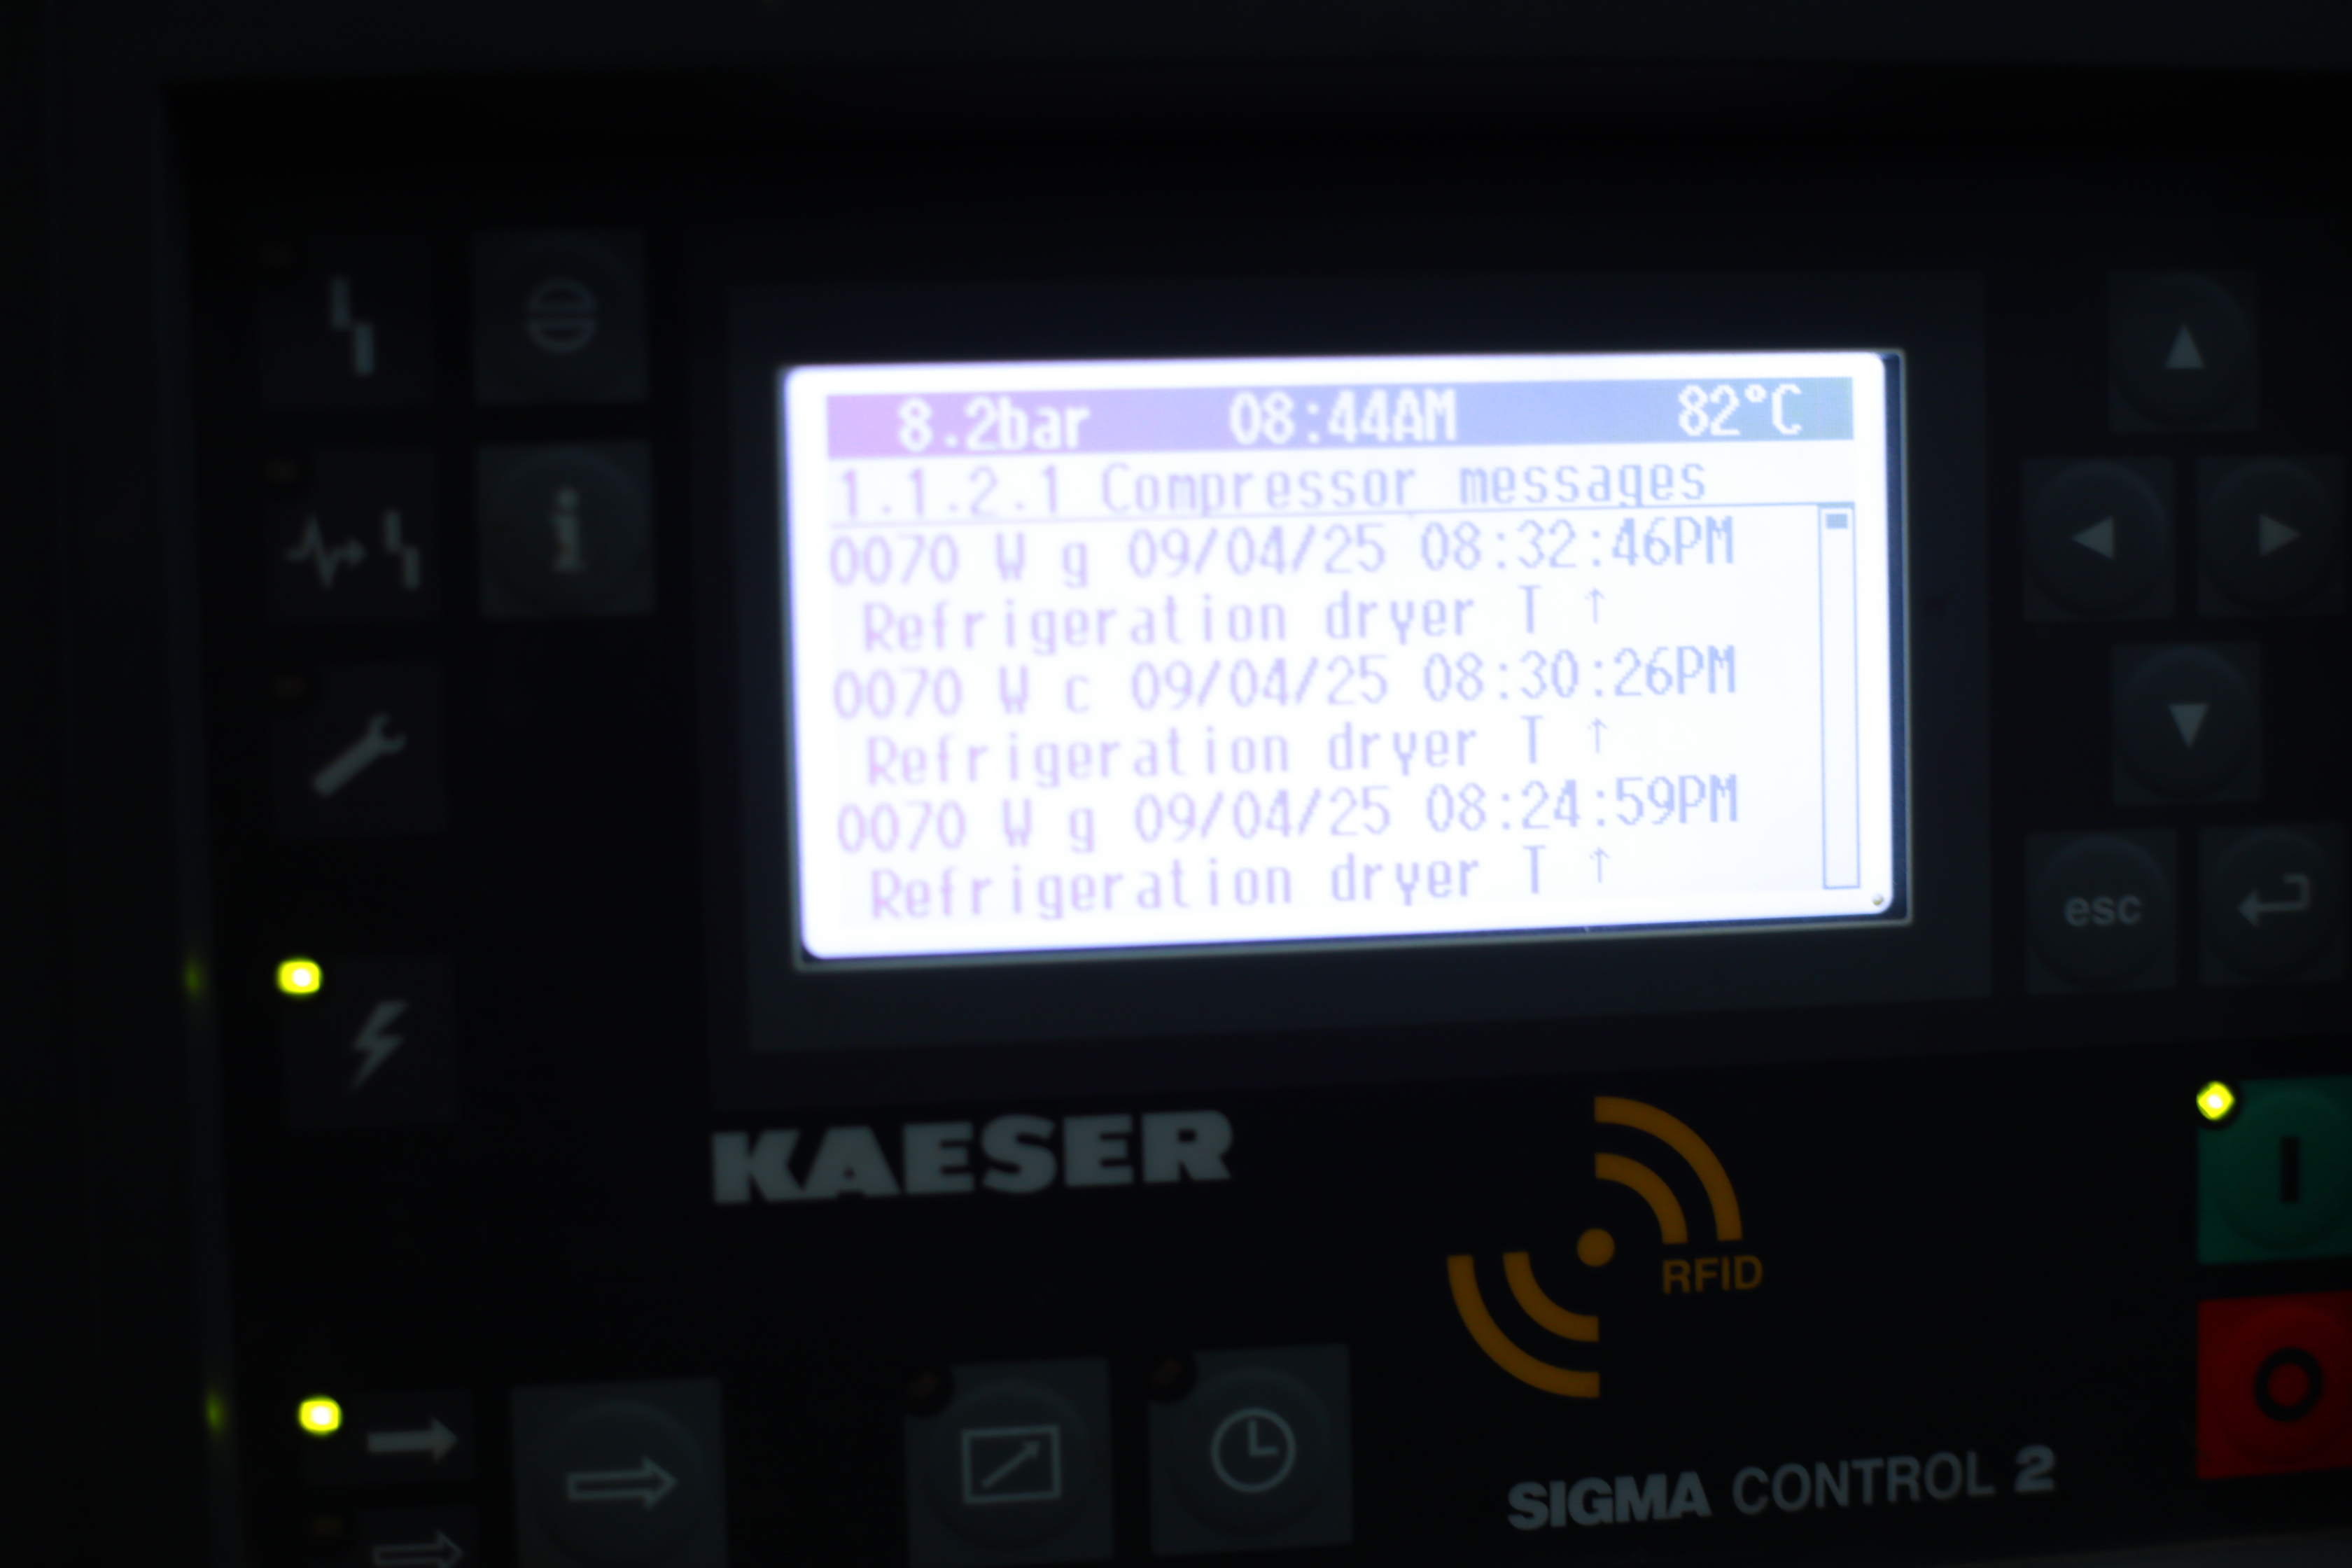 8.2bar 08:44AM 82°C
1.1.2.1 Compressor messages
0070 W g 09/04/25 08:32:46PM
Refrigeration dryer T ↑
0070 W c 09/04/25 08:30:26PM
Refrigeration dryer T ↑
0070 W g 09/04/25 08:24:59PM
Refrigeration dryer T ↑
esc
KAESER
RFID
SIGMA CONTROL 2